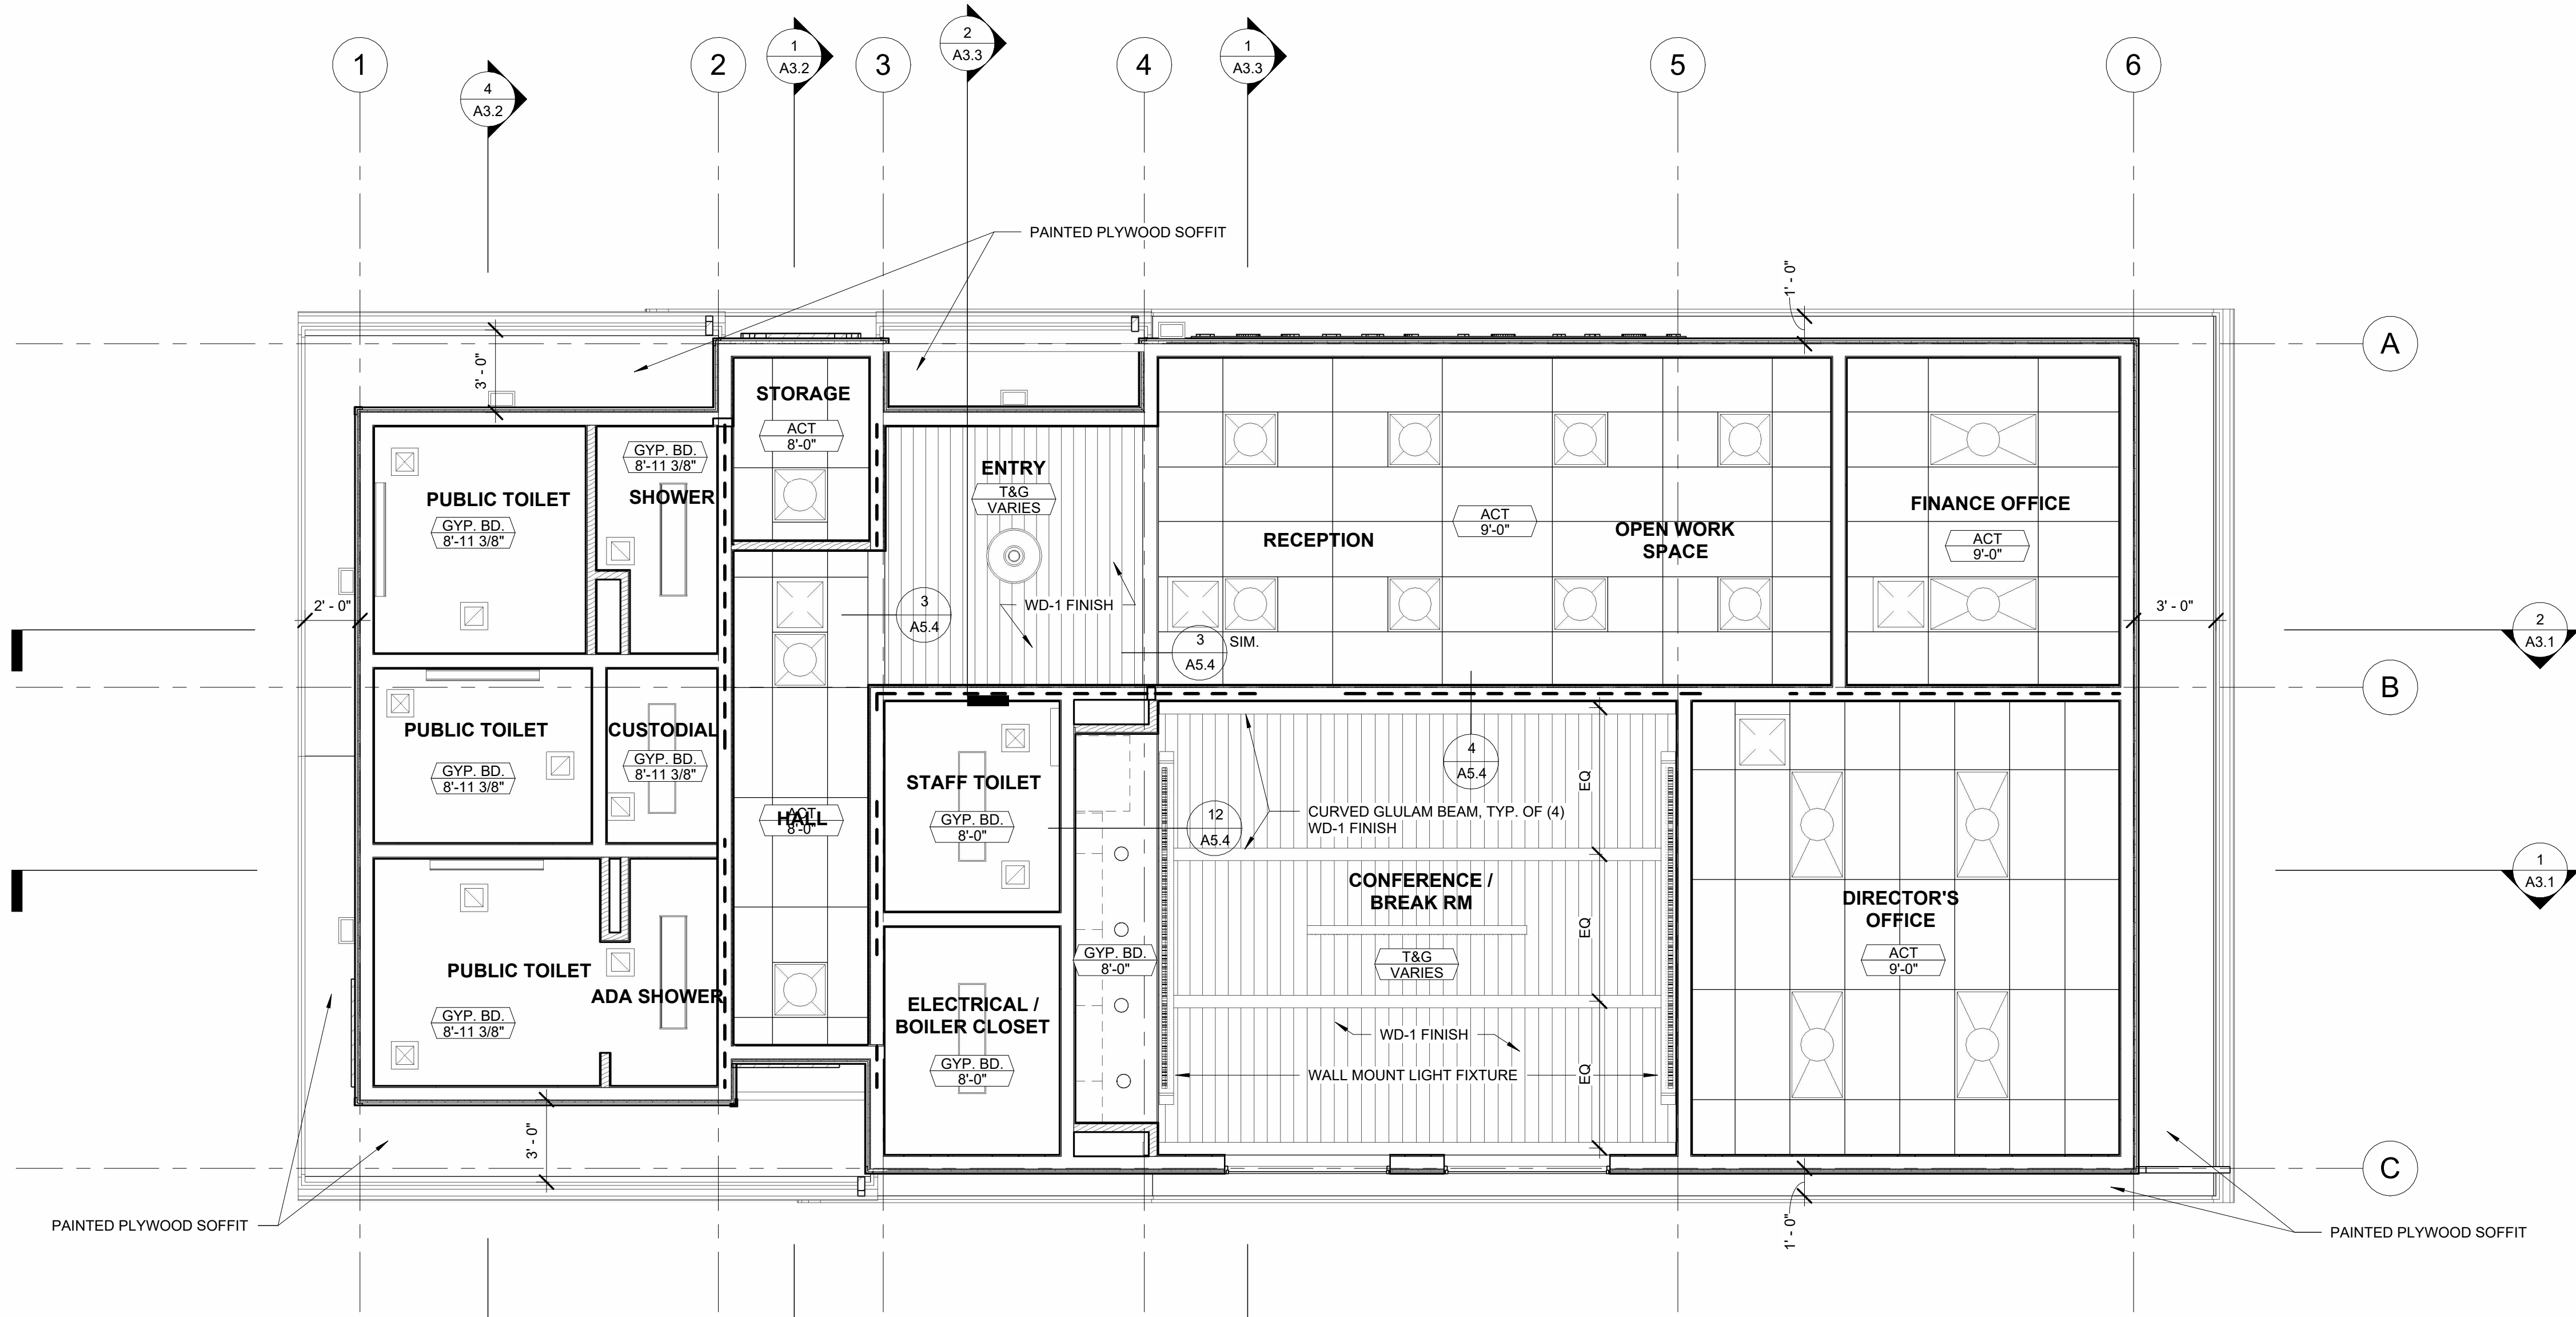 1
2
3
4
5
6
4
A3.2
1
A3.2
2
A3.3
1
A3.3
PAINTED PLYWOOD SOFFIT
1' - 0"
A
3' - 0"
STORAGE
ACT
8'-0"
GYP. BD.
8'-11 3/8"
SHOWER
PUBLIC TOILET
GYP. BD.
8'-11 3/8"
ENTRY
T&G
VARIES
RECEPTION
ACT
9'-0"
OPEN WORK
SPACE
FINANCE OFFICE
ACT
9'-0"
2' - 0"
3
A5.4
WD-1 FINISH
3
A5.4
SIM.
3' - 0"
2
A3.1
B
PUBLIC TOILET
GYP. BD.
8'-11 3/8"
CUSTODIAL
GYP. BD.
8'-11 3/8"
HALL
ACT
8'-0"
STAFF TOILET
GYP. BD.
8'-0"
4
A5.4
EQ
12
A5.4
CURVED GLULAM BEAM, TYP. OF (4)
WD-1 FINISH
1
A3.1
CONFERENCE /
BREAK RM
T&G
VARIES
EQ
DIRECTOR'S
OFFICE
ACT
9'-0"
GYP. BD.
8'-0"
PUBLIC TOILET
GYP. BD.
8'-11 3/8"
ADA SHOWER
ELECTRICAL /
BOILER CLOSET
GYP. BD.
8'-0"
WD-1 FINISH
WALL MOUNT LIGHT FIXTURE
EQ
3' - 0"
C
1' - 0"
PAINTED PLYWOOD SOFFIT
PAINTED PLYWOOD SOFFIT